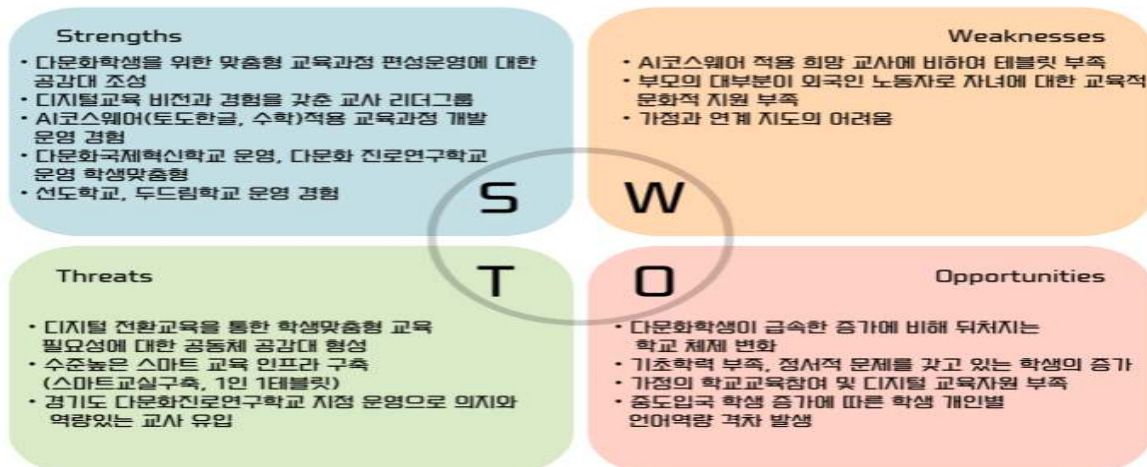 Strengths
· 다문화학생을 위한 맞춤형 교육과정 편성운영에 대한
공감대 조성
· 디지털교육 비전과 경험을 갖춘 교사 리더그룹
· AI코스웨어(토도한글, 수학)적용 교육과정 개발
운영 경험
· 다문화국제혁신학교 운영, 다문화 진로연구학교
운영 학생맞춤형
· 선도학교, 두드림학교 운영 경험
S
Weaknesses
· AI코스웨어 적용 희망 교사에 비하여 테블릿 부족
· 부모의 대부분이 외국인 노동자로 자녀에 대한 교육적
문화적 지원 부족
· 가정과 연계 지도의 어려움
W
Threats
T
· 디지털 전환교육을 통한 학생맞춤형 교육
필요성에 대한 공동체 공감대 형성
· 수준높은 스마트 교육 인프라 구축
(스마트교실구축, 1인 1테블릿)
· 경기도 다문화진로연구학교 지정 운영으로 의지와
역량있는 교사 유입
O
Opportunities
· 다문화학생이 급속한 증가에 비해 뒤처지는
학교 체제 변화
· 기초학력 부족, 정서적 문제를 갖고 있는 학생의 증가
· 가정의 학교교육참여 및 디지털 교육자원 부족
· 중도입국 학생 증가에 따른 학생 개인별
언어역량 격차 발생